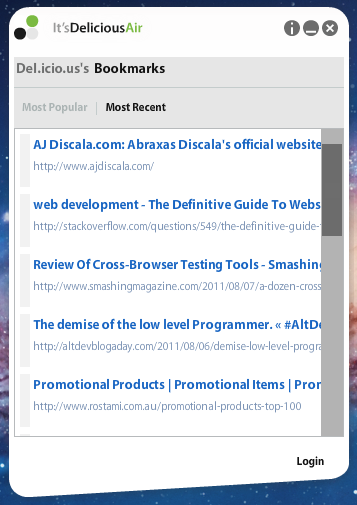 It'sDeliciousAir
Del.icio.us's Bookmarks
Most Popular | Most Recent
AJ Discala.com: Abraxas Discala's official website
http://www.ajdiscala.com/
web development - The Definitive Guide To Webs
http://stackoverflow.com/questions/549/the-definitive-guide-
Review Of Cross-Browser Testing Tools - Smashing
http://www.smashingmagazine.com/2011/08/07/a-dozen-cross
The demise of the low level Programmer. « #AltDe
http://altdevblogaday.com/2011/08/06/demise-low-level-progra
Promotional Products | Promotional Items | Pror
http://www.rostami.com.au/promotional-products-top-100
Login